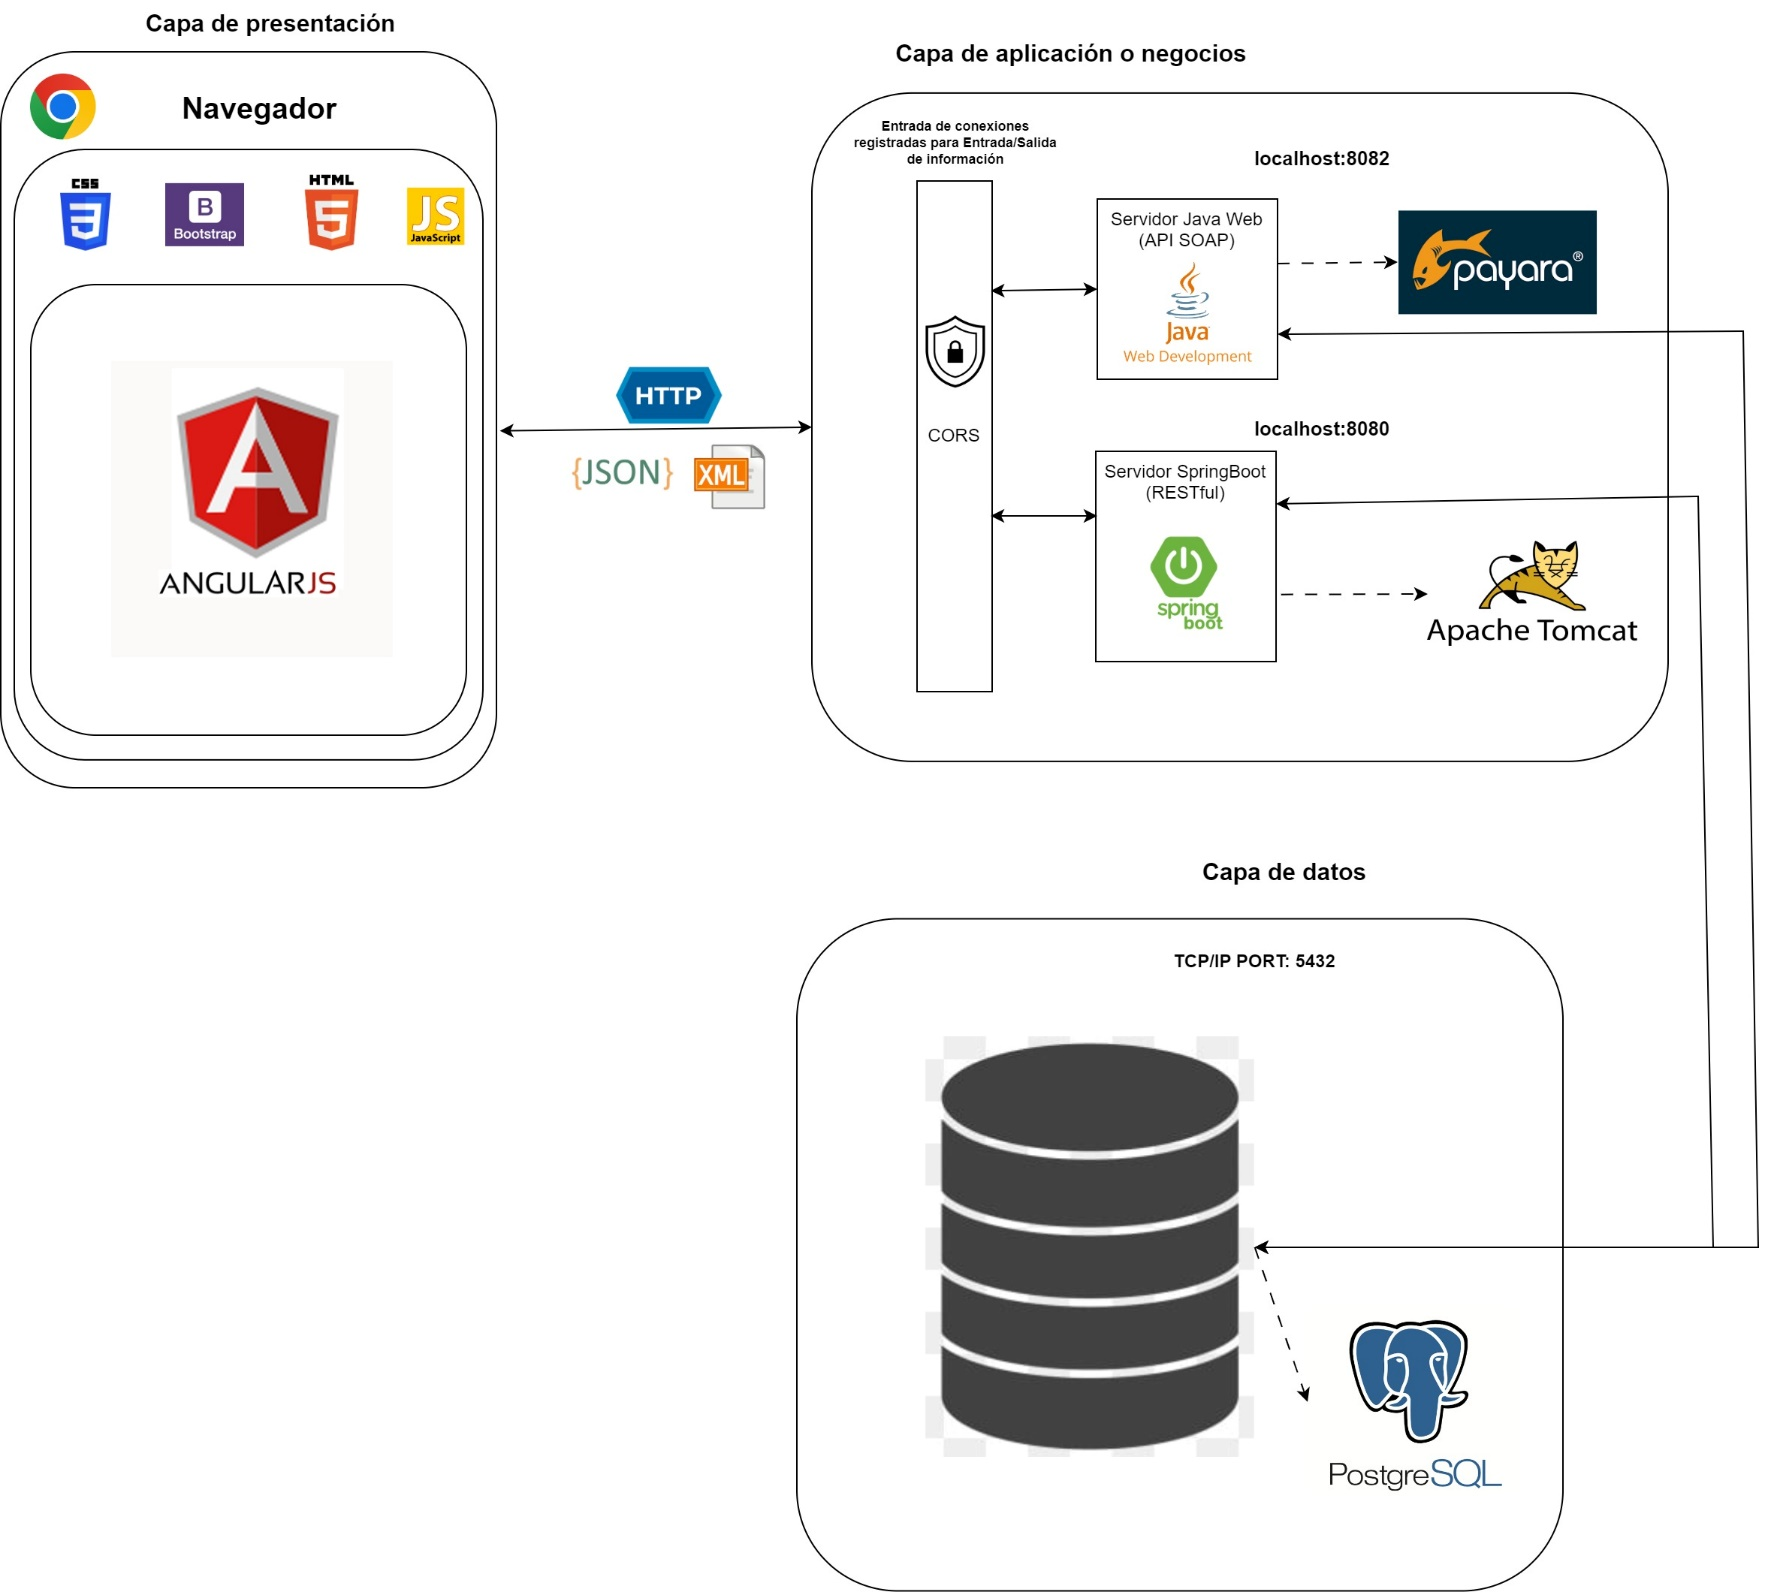 Capa de presentación
Navegador
CSS
3
B
Bootstrap
HTML
5
JS
JavaScript
A
ANGULARJS
HTTP
{JSON}
XML
Capa de aplicación o negocios
Entrada de conexiones
registradas para Entrada/Salida
de información
CORS
localhost:8082
Servidor Java Web
(API SOAP)
Java
Web Development
payara®
localhost:8080
Servidor SpringBoot
(RESTful)
spring
boot
Apache Tomcat
Capa de datos
TCP/IP PORT: 5432
PostgreSQL